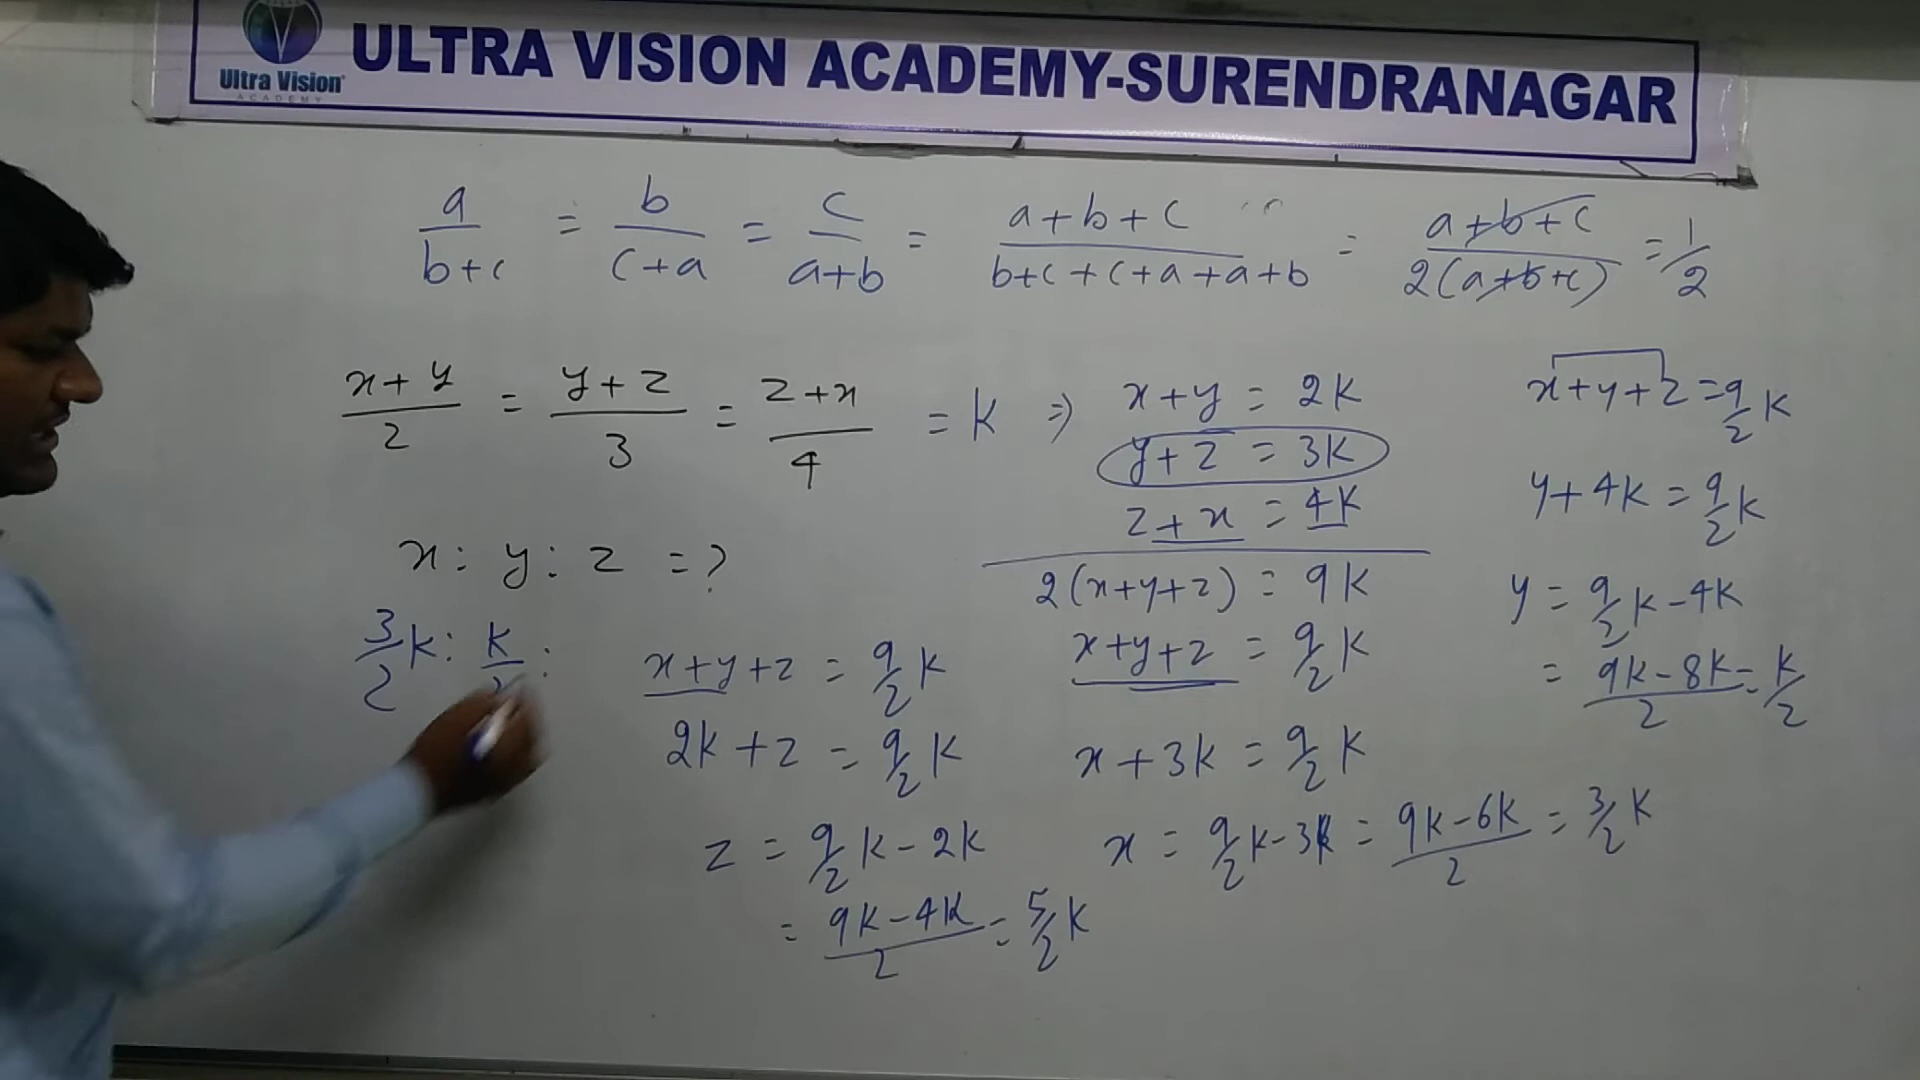 Ultra Vision
ACADEMY
ULTRA VISION ACADEMY-SURENDRANAGAR
a/(b+c) = b/(c+a) = c/(a+b) = (a+b+c)/(b+c+c+a+a+b) = (a+b+c)/(2(a+b+c)) = 1/2
(x+y)/2 = (y+z)/3 = (z+x)/4 = k ⇒
x+y = 2k
y+z = 3k
z+x = 4k
2(x+y+z) = 9k
x+y+z = 9/2 k
x+3k = 9/2 k
x = 9/2 k-3k = (9k-6k)/2 = 3/2 k
x+y+z = 9/2 k
y+4k = 9/2 k
y = 9/2 k-4k
= (9k-8k)/2 = k/2
x : y : z = ?
3/2 k : k/2 :
x+y+z = 9/2 k
2k+z = 9/2 k
z = 9/2 k-2k
= (9k-4k)/2 = 5/2 k